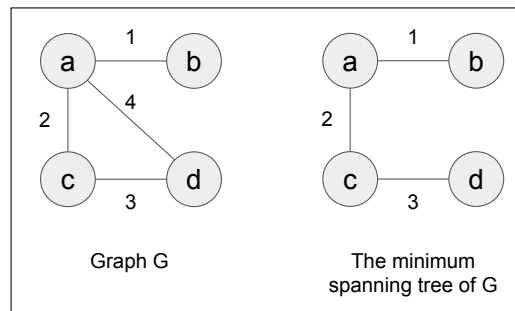 1
a
b
2
4
c
d
3
Graph G
1
a
b
2
c
d
3
The minimum
spanning tree of G